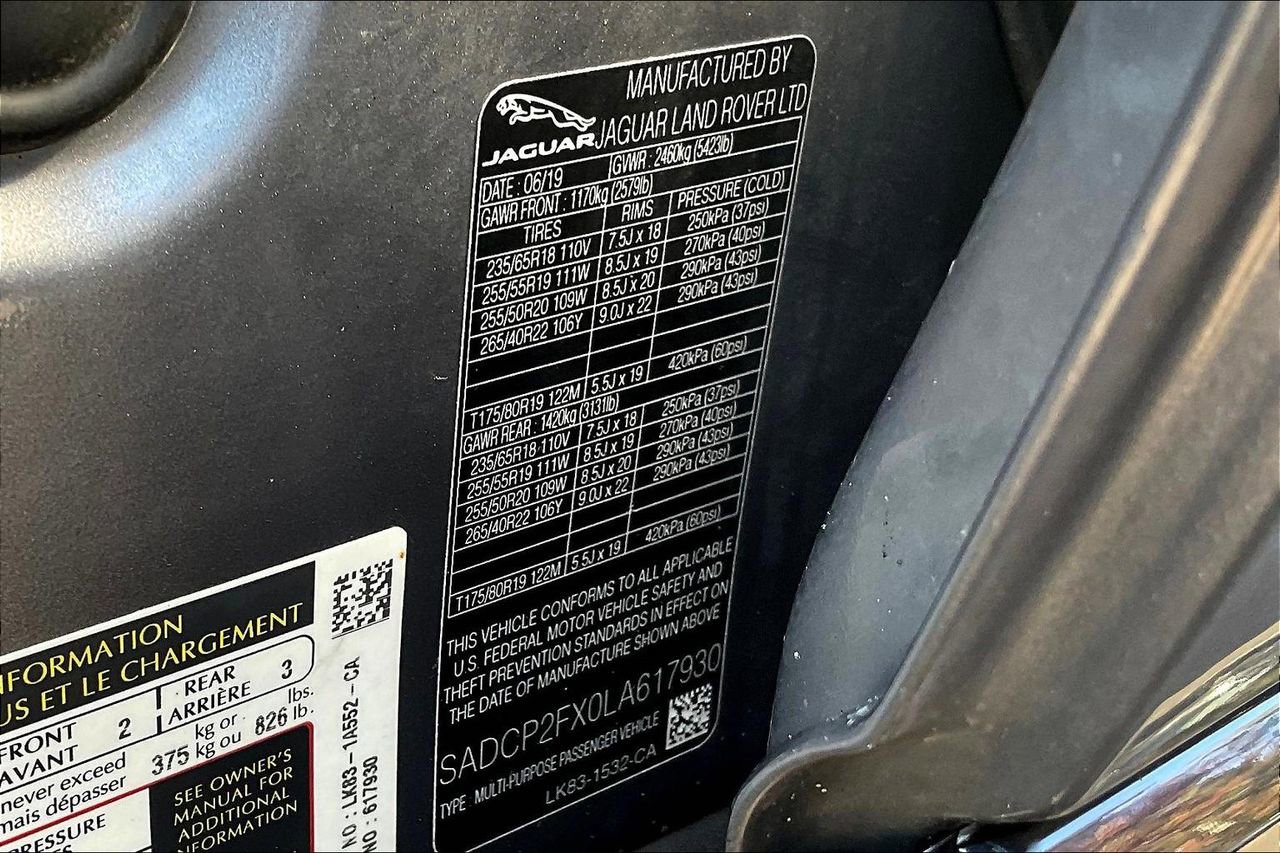 MANUFACTURED BY
JAGUAR JAGUAR LAND ROVER LTD
DATE : 06/19 GVWR : 2460kg (5423lb)
GAWR FRONT : 1170kg (2579lb)
TIRES RIMS PRESSURE (COLD)
235/65R18 110V 7.5J x 18 250kPa (37psi)
255/55R19 111W 8.5J x 19 270kPa (40psi)
255/50R20 109W 8.5J x 20 290kPa (43psi)
265/40R22 106Y 9.0J x 22 290kPa (43psi)
T175/80R19 122M 5.5J x 19 420kPa (60psi)
GAWR REAR : 1420kg (3131lb)
235/65R18 110V 7.5J x 18 250kPa (37psi)
255/55R19 111W 8.5J x 19 270kPa (40psi)
255/50R20 109W 8.5J x 20 290kPa (43psi)
265/40R22 106Y 9.0J x 22 290kPa (43psi)
T175/80R19 122M 5.5J x 19 420kPa (60psi)
THIS VEHICLE CONFORMS TO ALL APPLICABLE
U.S. FEDERAL MOTOR VEHICLE SAFETY AND
THEFT PREVENTION STANDARDS IN EFFECT ON
THE DATE OF MANUFACTURE SHOWN ABOVE
SADCP2FX0LA617930
TYPE : MULTI-PURPOSE PASSENGER VEHICLE
LK83-1532-CA
NFORMATION
US ET LE CHARGEMENT
FRONT 2 REAR 3
AVANT ARRIÈRE
never exceed 375 kg or 826 lbs.
mais dépasser kg ou lb.
PRESSURE
SEE OWNER'S
MANUAL FOR
ADDITIONAL
INFORMATION
NO : LK83-1A552-CA
NO : 617930